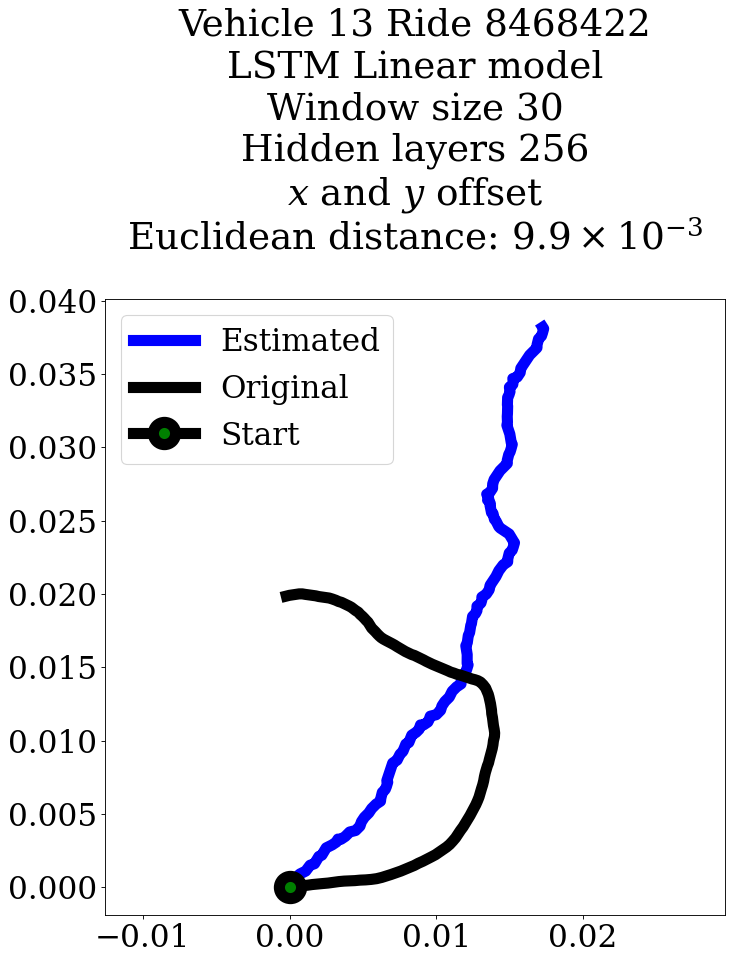 Vehicle 13 Ride 8468422
LSTM Linear model
Window size 30
Hidden layers 256
x and y offset
Euclidean distance: 9.9 × 10⁻³
0.040
0.035
0.030
0.025
0.020
0.015
0.010
0.005
0.000
Estimated
Original
Start
−0.01 0.00 0.01 0.02